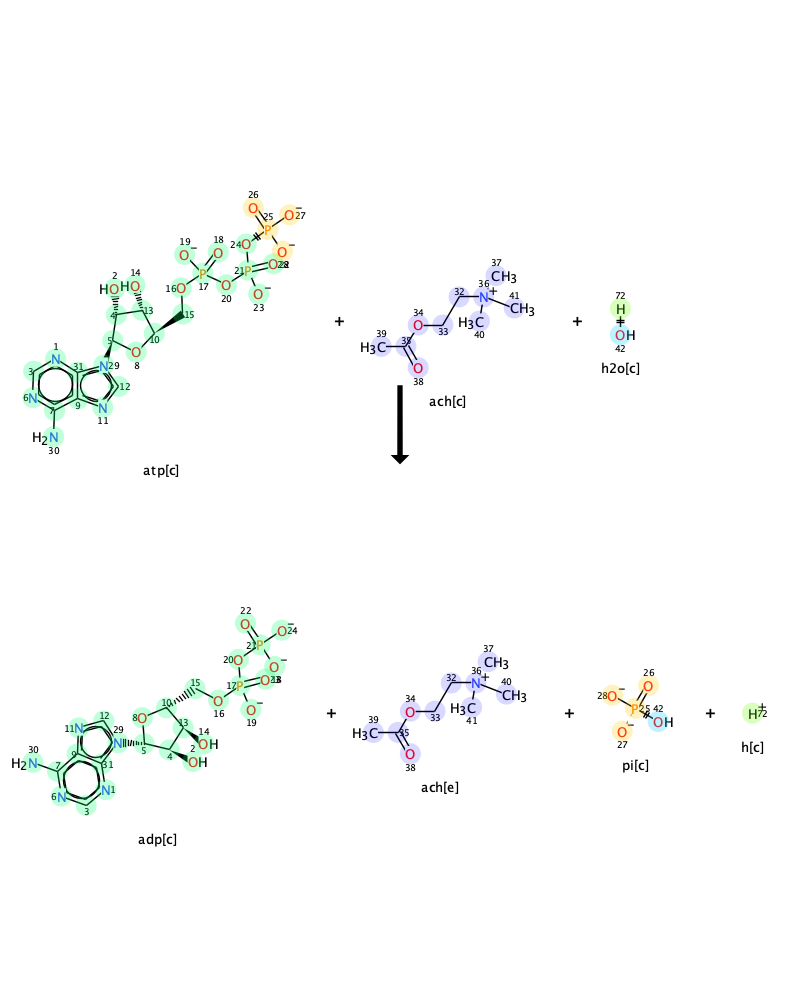 26
25
O
O⁻
27
P
19
18
O⁻
O
24
O
O⁻
21
P
O
28
2
14
HO
HO
16
O
P
17
O
20
O⁻
23
4
13
15
5
10
O
8
1
N
31
N
29
3
12
6
N
7
9
N
11
H₂N
30
atp[c]
+
37
CH₃
36
N⁺
32
41
CH₃
34
O
33
H₃C
40
39
H₃C
35
O
38
ach[c]
+
72
H
OH
42
h2o[c]
22
O
O⁻
24
P
20
O
O⁻
17
P
O
15
O
16
O⁻
19
10
8
O
13
14
OH
12
11
N
29
N
5
4
2
OH
30
H₂N
9
31
7
6
N
N
1
3
adp[c]
+
37
CH₃
36
N⁺
32
40
CH₃
34
O
33
H₃C
41
39
H₃C
35
O
38
ach[e]
+
26
O
28
O⁻
P
25
42
OH
O⁻
27
pi[c]
+
H⁺
72
h[c]